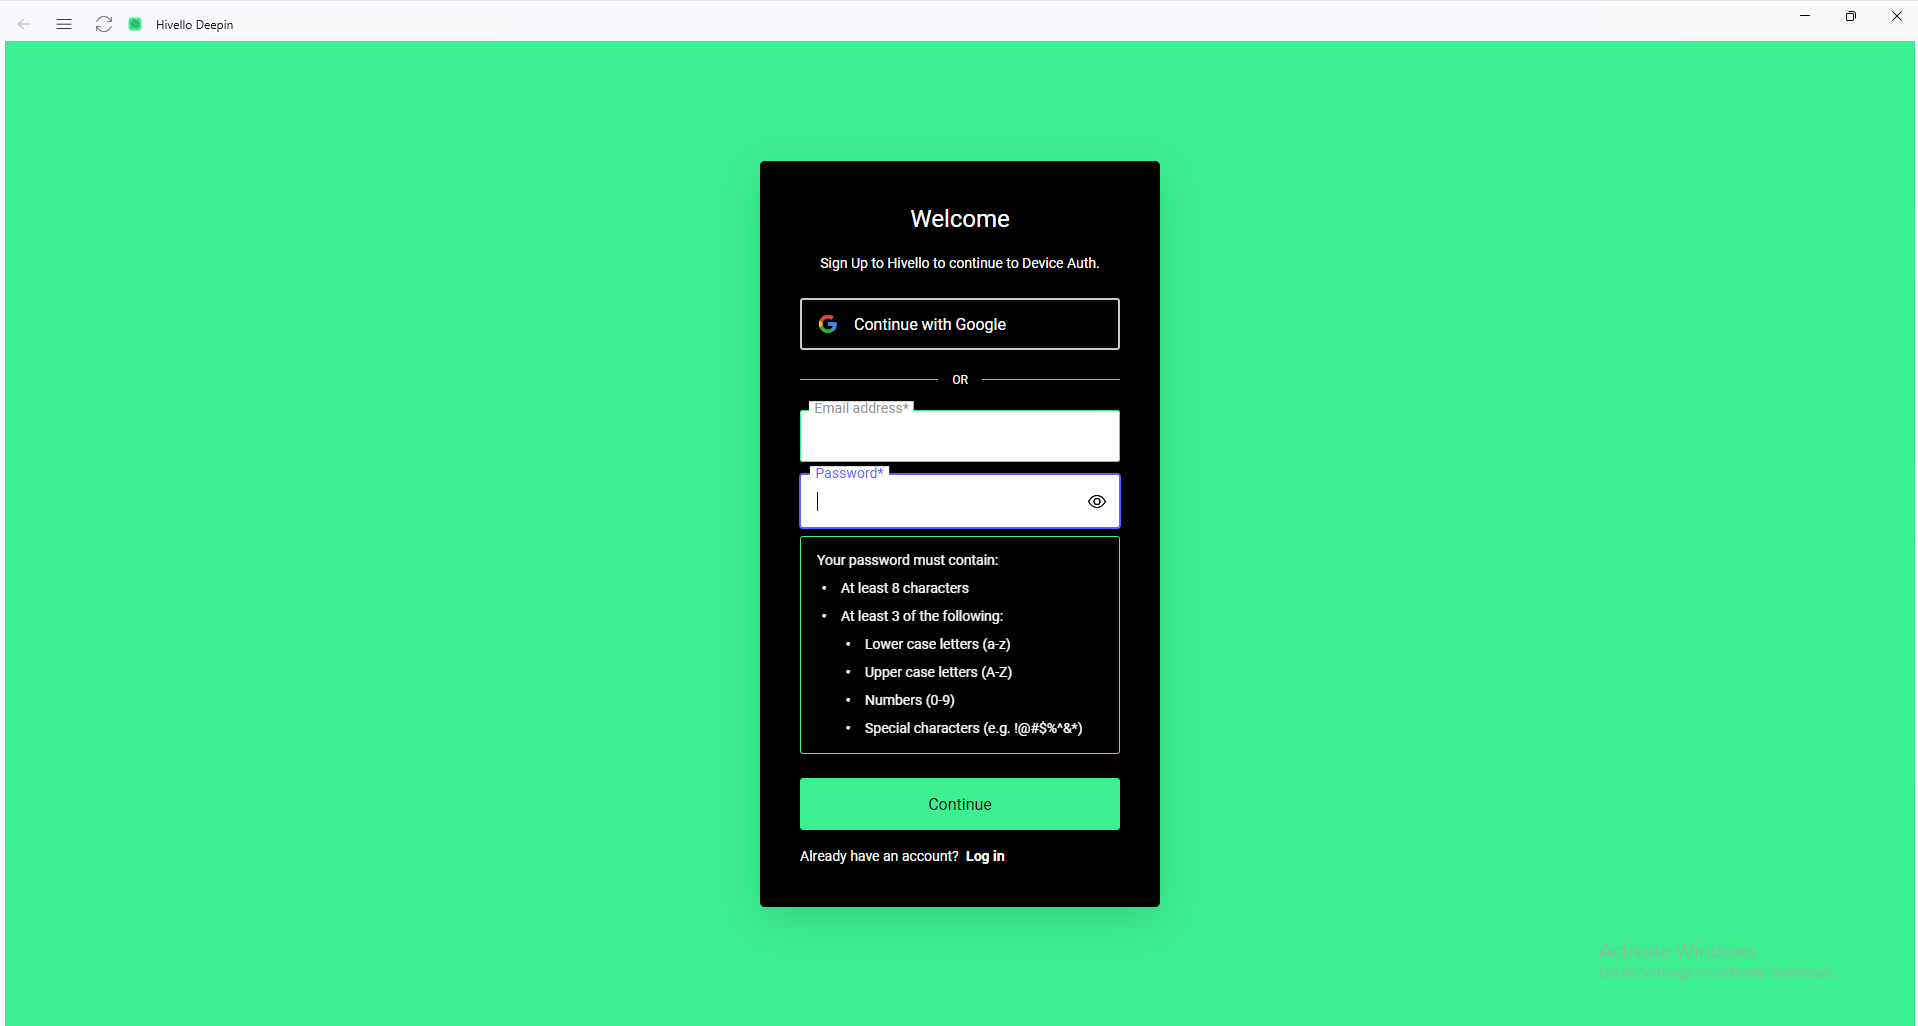 Hivello Deepin
Welcome
Sign Up to Hivello to continue to Device Auth.
Continue with Google
OR
Email address*
Password*
Your password must contain:
• At least 8 characters
• At least 3 of the following:
• Lower case letters (a-z)
• Upper case letters (A-Z)
• Numbers (0-9)
• Special characters (e.g. !@#$%^&*)
Continue
Already have an account? Log in
Activate Windows
Go to Settings to activate Windows.